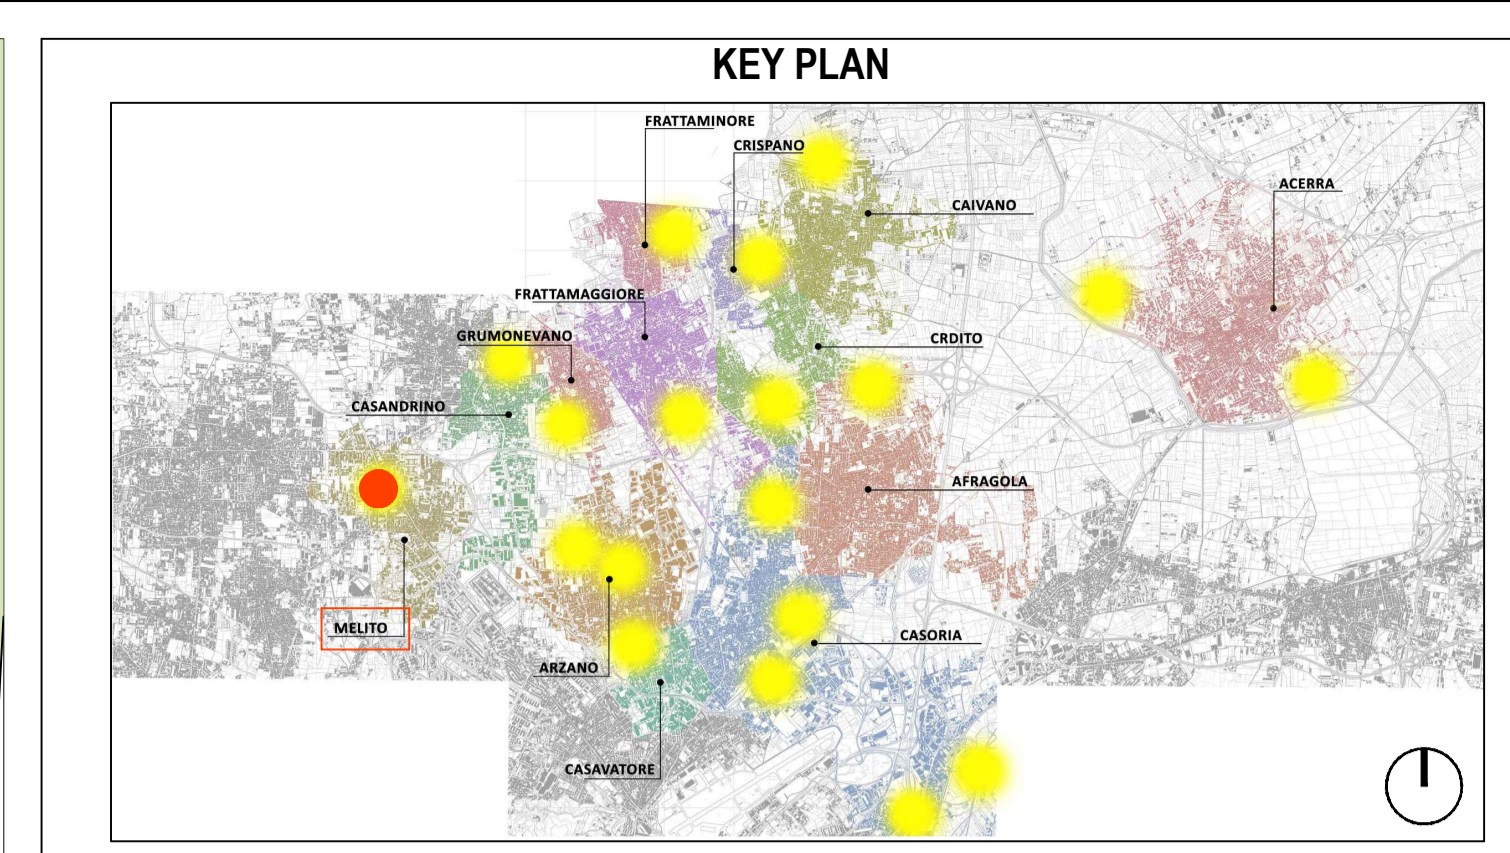 KEY PLAN
FRATTAMINORE
CRISPANO
ACERRA
CAIVANO
FRATTAMAGGIORE
GRUMONEVANO
CRDITO
CASANDRINO
AFRAGOLA
MELITO
CASORIA
ARZANO
CASAVATORE